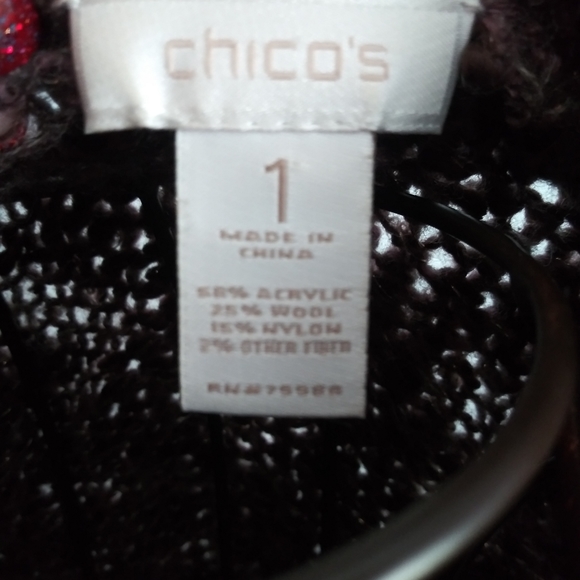 chico's
1
MADE IN
CHINA
58% ACRYLIC
25% WOOL
15% NYLON
2% OTHER FIBER